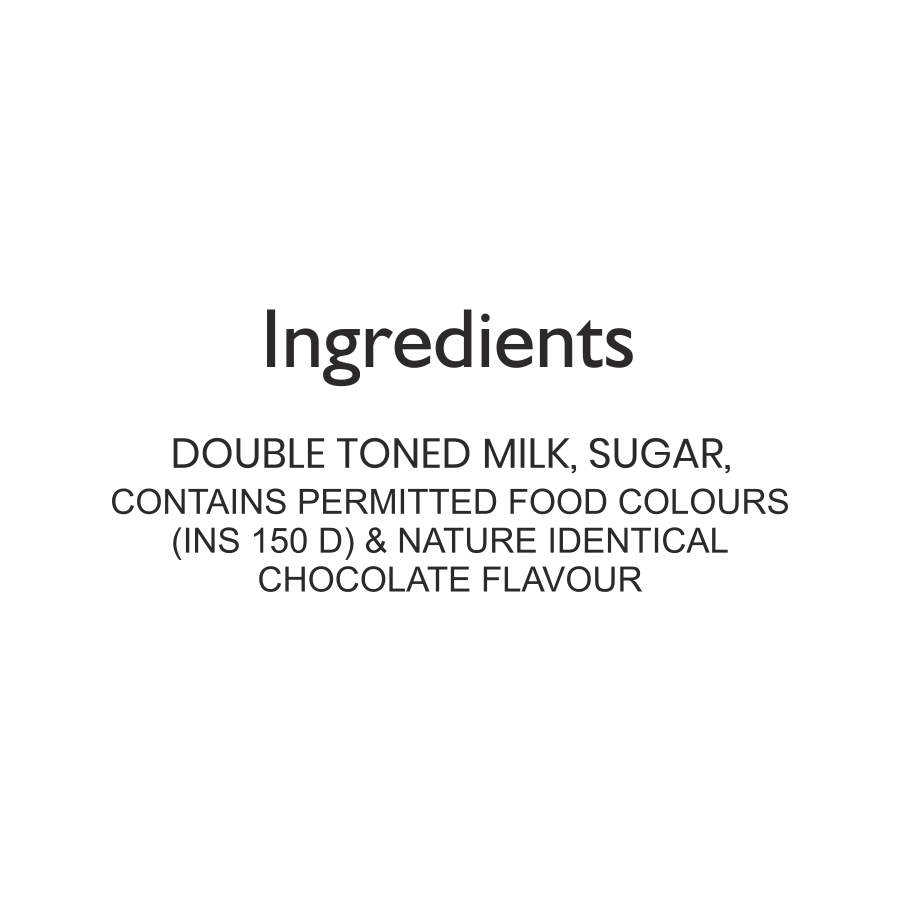 Ingredients
DOUBLE TONED MILK, SUGAR,
CONTAINS PERMITTED FOOD COLOURS
(INS 150 D) & NATURE IDENTICAL
CHOCOLATE FLAVOUR